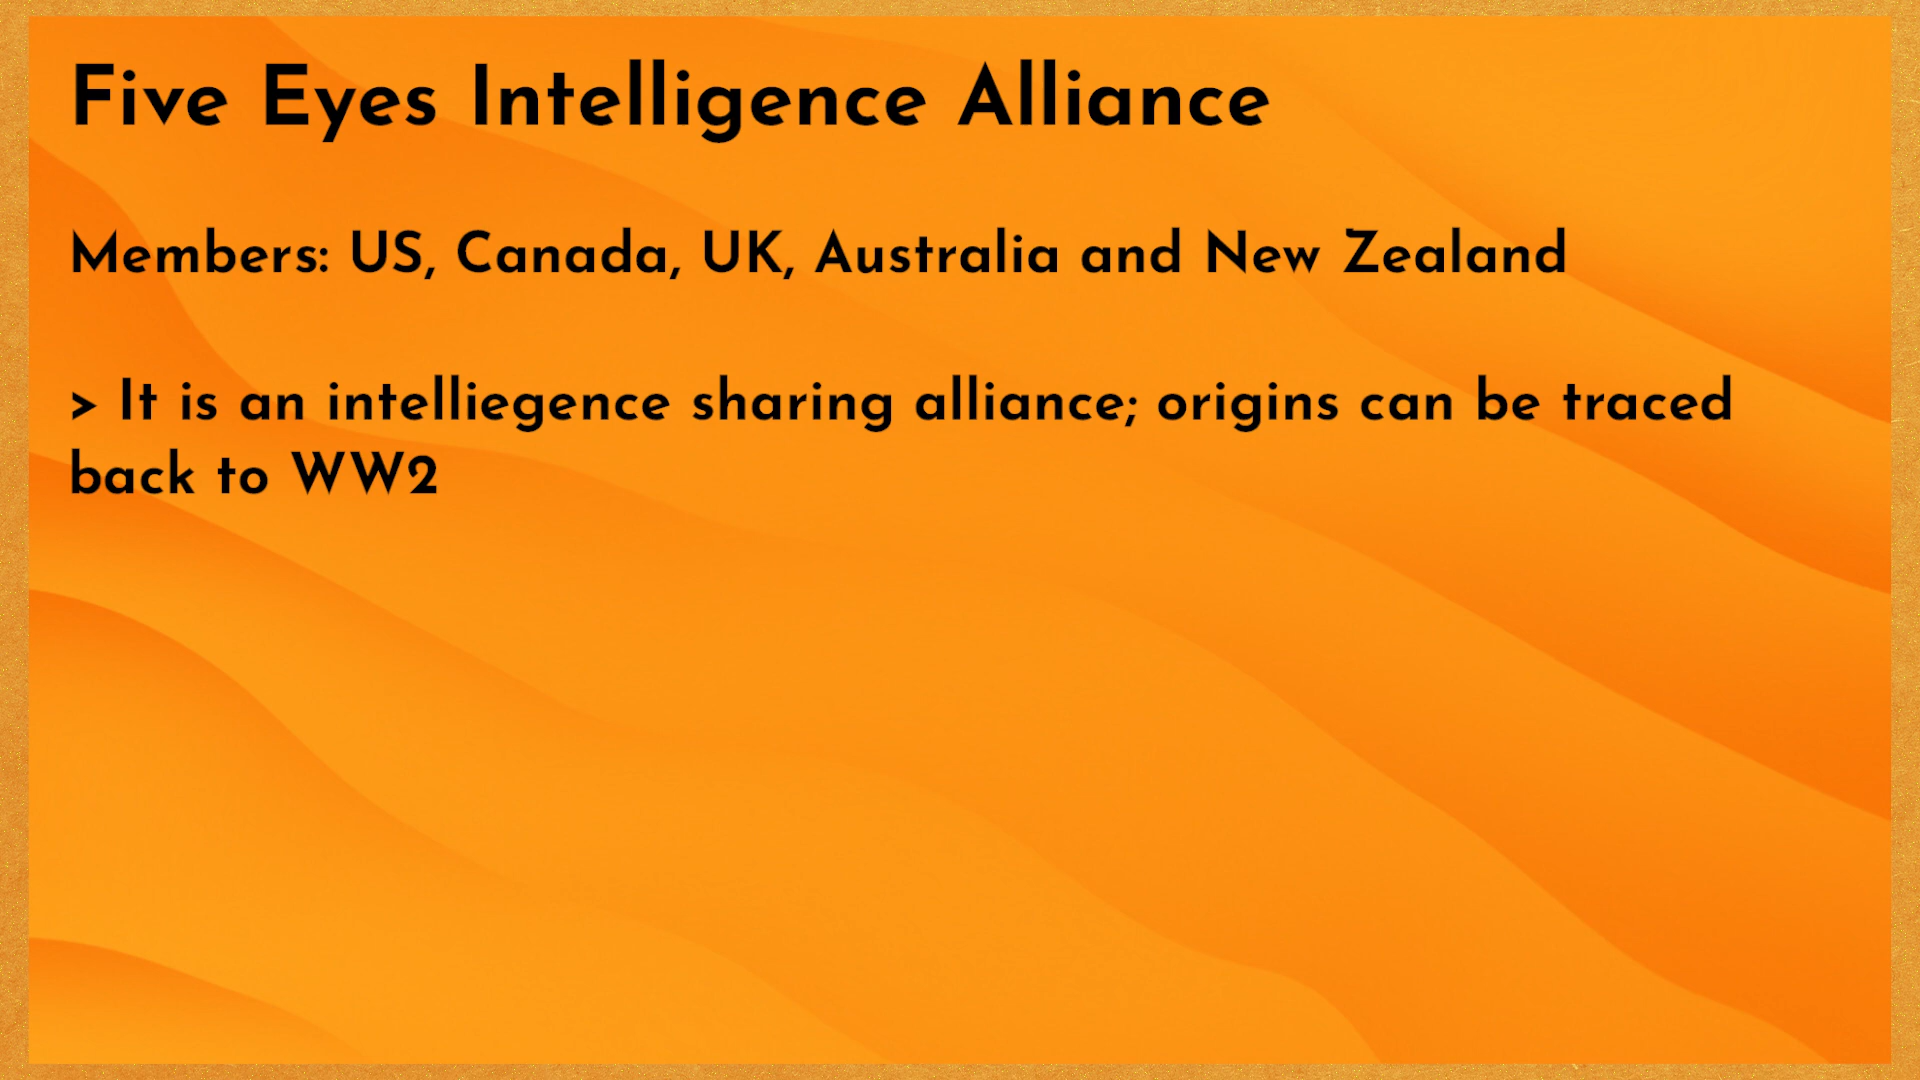 Five Eyes Intelligence Alliance
Members: US, Canada, UK, Australia and New Zealand
> It is an intelliegence sharing alliance; origins can be traced
back to WW2